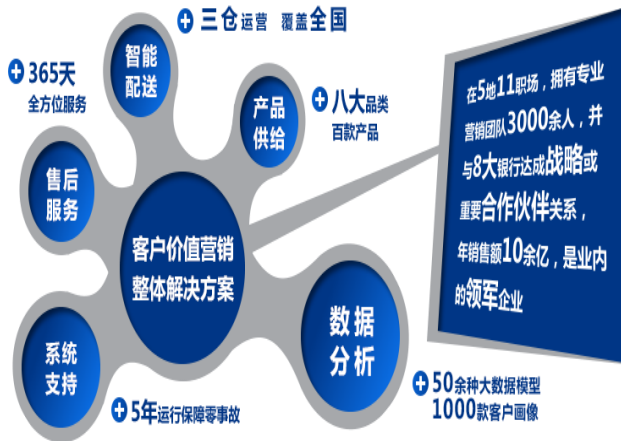 三仓运营 覆盖全国
智能
配送
365天
全方位服务
产品
供给
八大品类
百款产品
售后
服务
客户价值营销
整体解决方案
系统
支持
5年运行保障零事故
数据
分析
50余种大数据模型
1000款客户画像
在5地11职场，拥有专业
营销团队3000余人，并
与8大银行达成战略或
重要合作伙伴关系，
年销售额10余亿，是业内
的领军企业